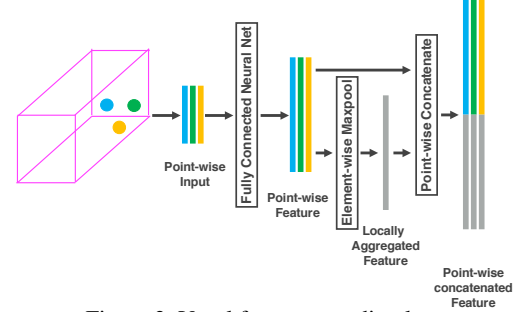 Point-wise
Input
Fully Connected Neural Net
Point-wise
Feature
Element-wise Maxpool
Locally
Aggregated
Feature
Point-wise Concatenate
Point-wise
concatenated
Feature